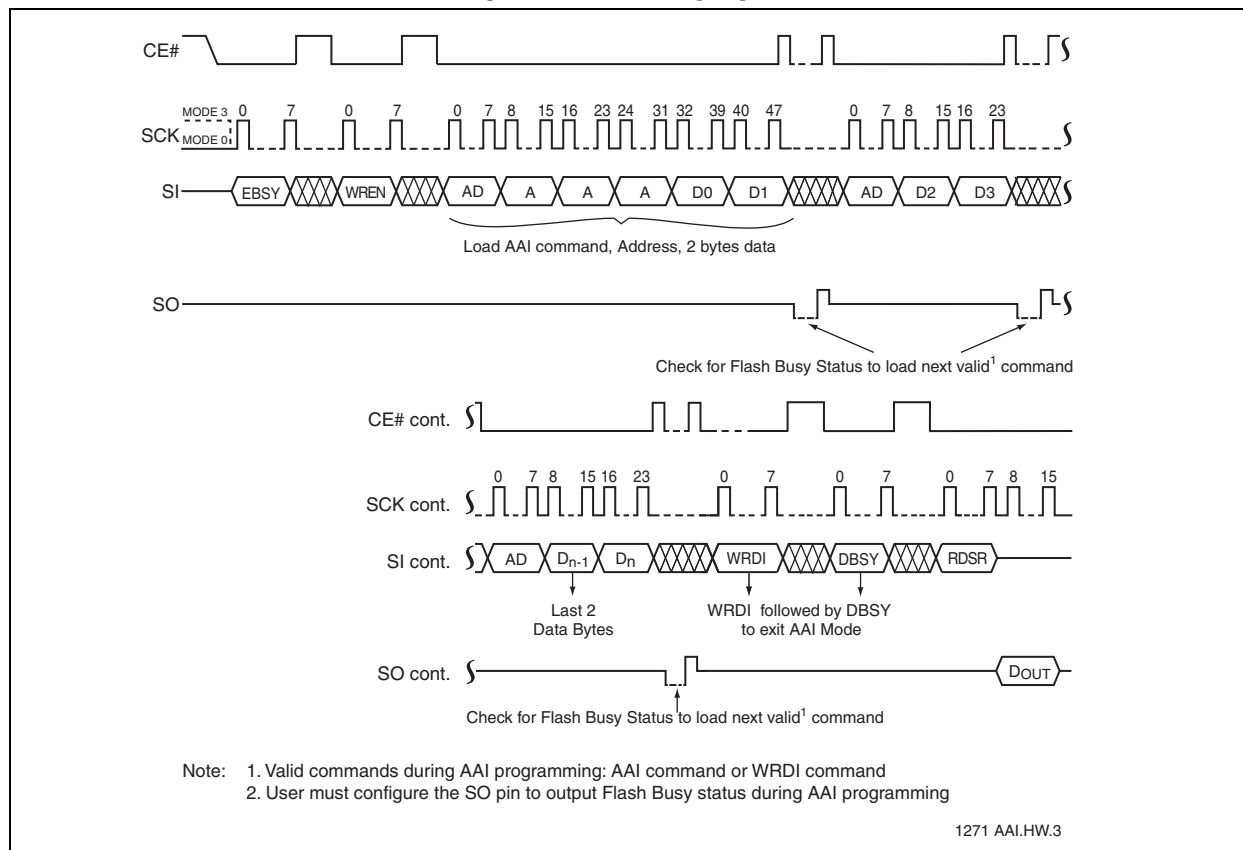 CE#
MODE 3
0 7 0 7 0 7 8 15 16 23 24 31 32 39 40 47 0 7 8 15 16 23
SCK
MODE 0
SI EBSY WREN AD A A A D0 D1 AD D2 D3
Load AAI command, Address, 2 bytes data
SO
Check for Flash Busy Status to load next valid1 command
CE# cont.
0 7 8 15 16 23 0 7 0 7 0 7 8 15
SCK cont.
SI cont. AD Dn-1 Dn WRDI DBSY RDSR
Last 2
Data Bytes
WRDI followed by DBSY
to exit AAI Mode
SO cont. DOUT
Check for Flash Busy Status to load next valid1 command
Note: 1. Valid commands during AAI programming: AAI command or WRDI command
2. User must configure the SO pin to output Flash Busy status during AAI programming
1271 AAI.HW.3